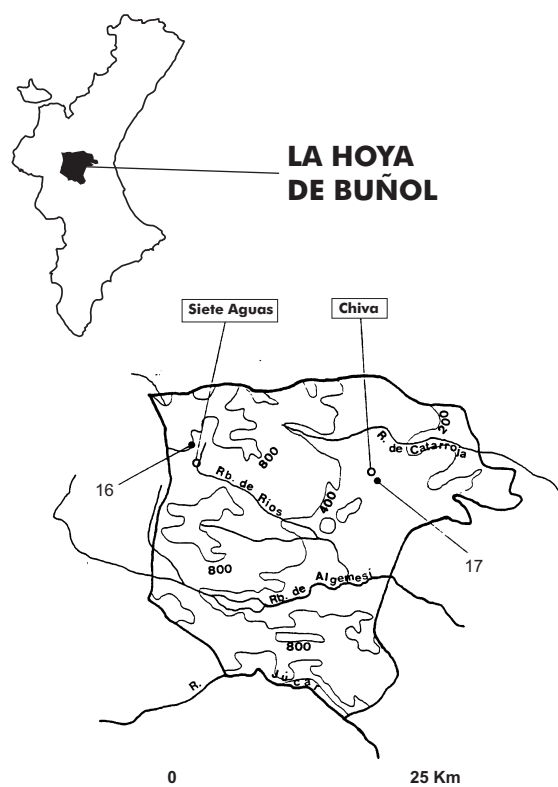 LA HOYA
DE BUÑOL
Siete Aguas
Chiva
200
R. de Catarroja
800
Rb. de Rios
400
16
17
800
Rb. de Algemesi
800
R. Júcar
0 25 Km